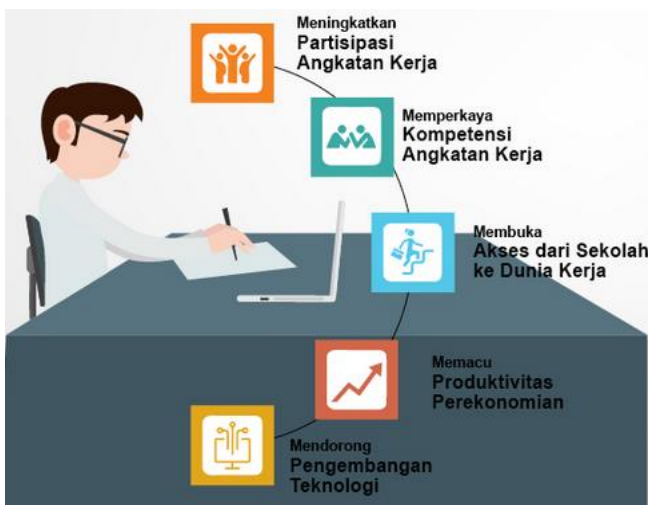 Meningkatkan
Partisipasi
Angkatan Kerja
Memperkaya
Kompetensi
Angkatan Kerja
Membuka
Akses dari Sekolah
ke Dunia Kerja
Memacu
Produktivitas
Perekonomian
Mendorong
Pengembangan
Teknologi